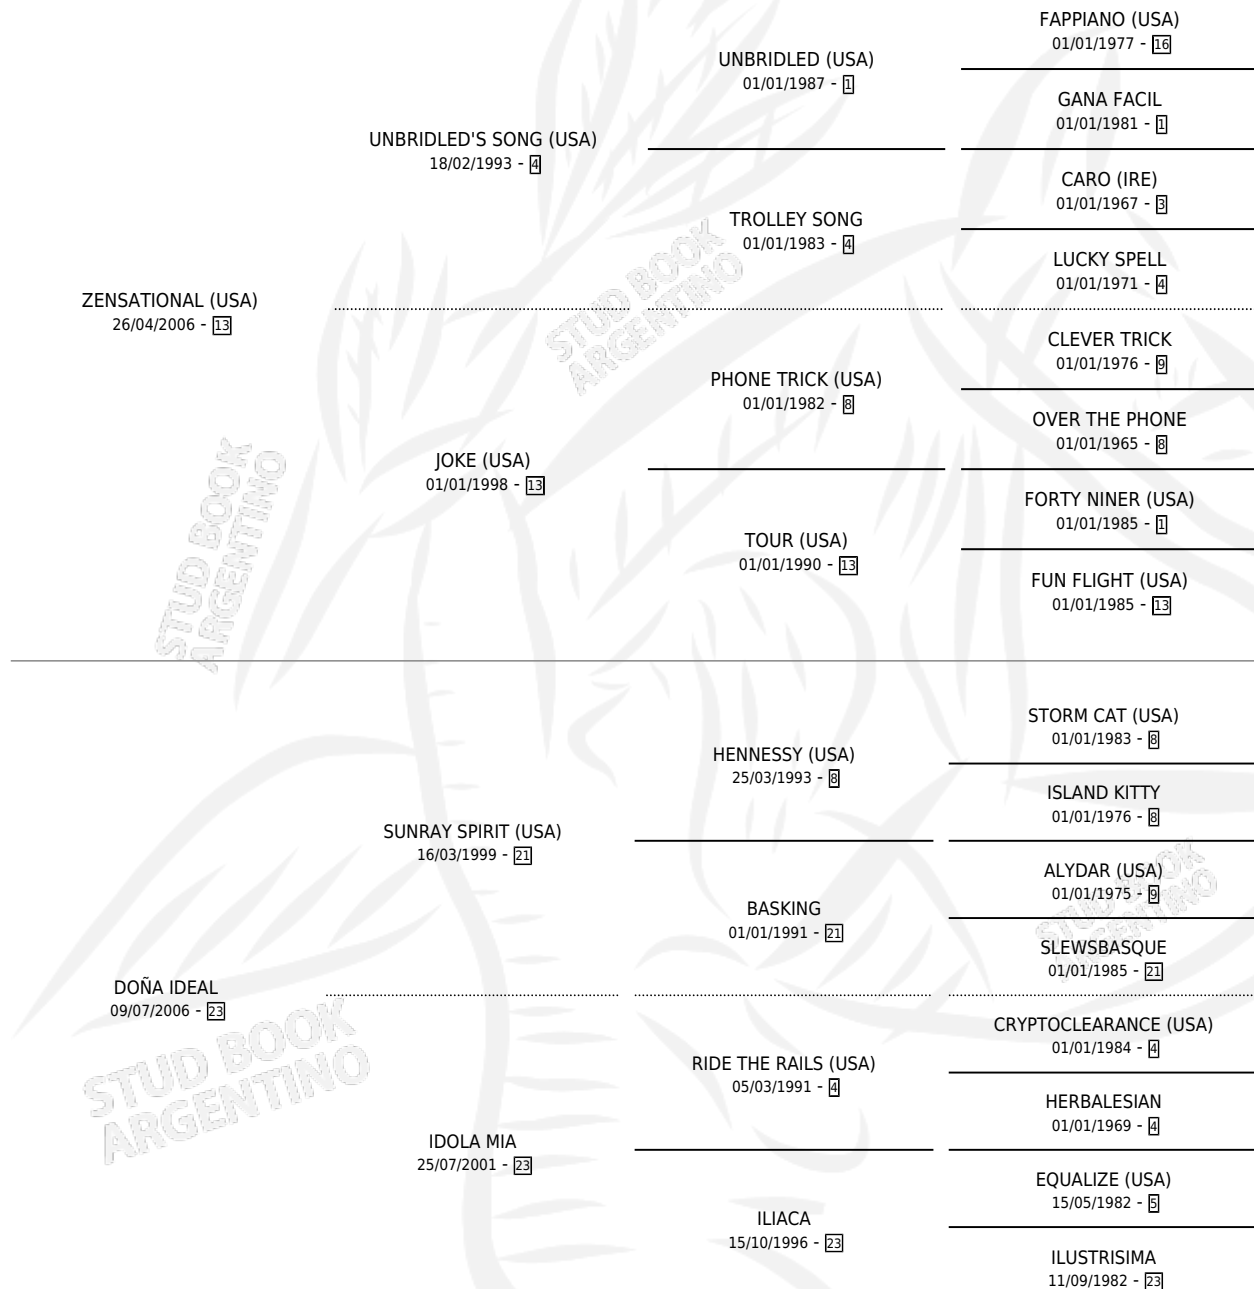 FAPPIANO (USA)
01/01/1977 - 16
UNBRIDLED (USA)
01/01/1987 - 1
GANA FACIL
01/01/1981 - 1
UNBRIDLED'S SONG (USA)
18/02/1993 - 4
CARO (IRE)
01/01/1967 - 3
TROLLEY SONG
01/01/1983 - 4
LUCKY SPELL
01/01/1971 - 4
ZENSATIONAL (USA)
26/04/2006 - 13
STUD BOOK
ARGENTINO
CLEVER TRICK
01/01/1976 - 9
PHONE TRICK (USA)
01/01/1982 - 8
OVER THE PHONE
01/01/1965 - 8
JOKE (USA)
01/01/1998 - 13
FORTY NINER (USA)
01/01/1985 - 1
TOUR (USA)
01/01/1990 - 13
FUN FLIGHT (USA)
01/01/1985 - 13
STUD BOOK
ARGENTINO
STORM CAT (USA)
01/01/1983 - 8
HENNESSY (USA)
25/03/1993 - 8
ISLAND KITTY
01/01/1976 - 8
SUNRAY SPIRIT (USA)
16/03/1999 - 21
ALYDAR (USA)
01/01/1975 - 9
BASKING
01/01/1991 - 21
STUD BOOK
ARGENTINO
SLEWSBASQUE
01/01/1985 - 21
DOÑA IDEAL
09/07/2006 - 23
CRYPTOCLEARANCE (USA)
01/01/1984 - 4
RIDE THE RAILS (USA)
05/03/1991 - 4
HERBALESIAN
01/01/1969 - 4
STUD BOOK
ARGENTINO
IDOLA MIA
25/07/2001 - 23
EQUALIZE (USA)
15/05/1982 - 5
ILIACA
15/10/1996 - 23
ILUSTRISIMA
11/09/1982 - 23